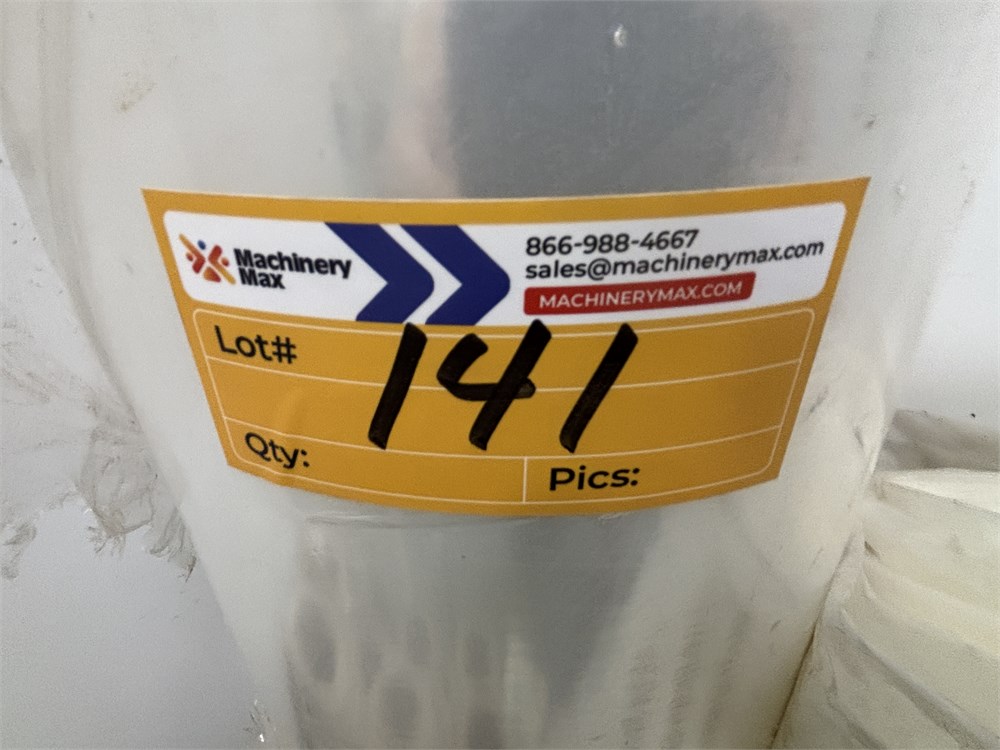 Machinery
Max
866-988-4667
sales@machinerymax.com
MACHINERYMAX.COM
Lot# 141
Qty:
Pics: